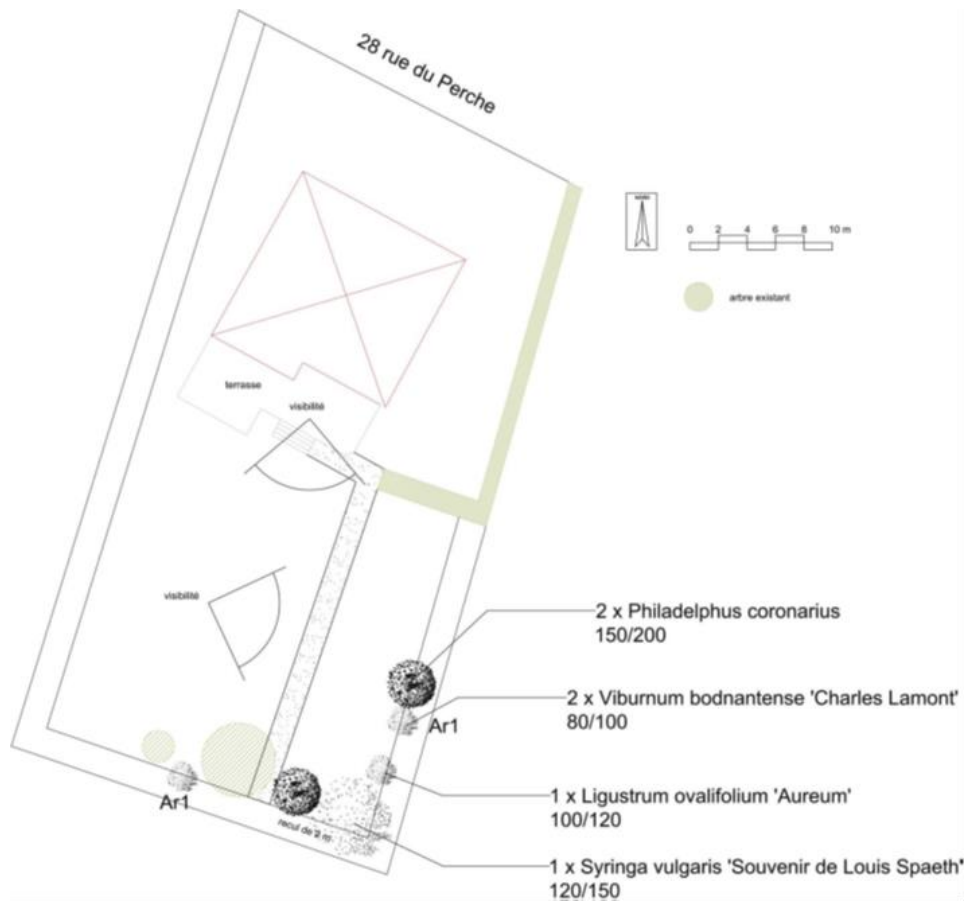 28 rue du Perche
NORD
0 2 4 6 8 10 m
arbre existant
terrasse
visibilité
visibilité
2 x Philadelphus coronarius
150/200
2 x Viburnum bodnantense 'Charles Lamont'
80/100
Ar1
1 x Ligustrum ovalifolium 'Aureum'
100/120
Ar1
recul de 2 m
1 x Syringa vulgaris 'Souvenir de Louis Spaeth'
120/150